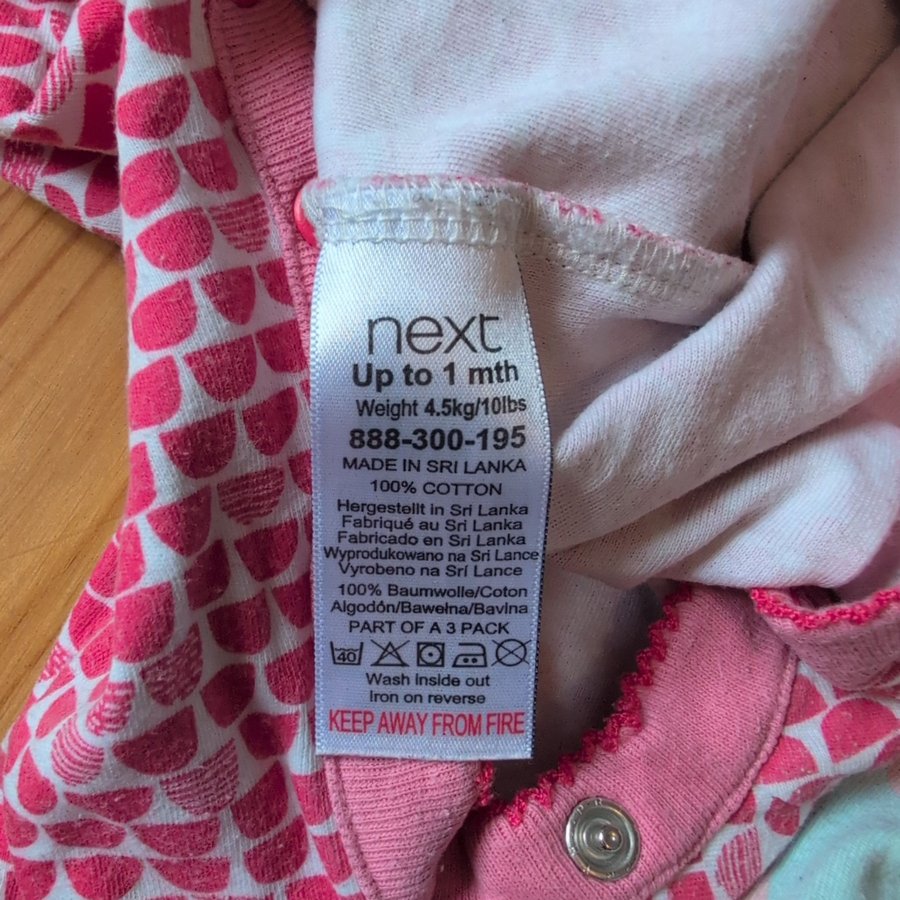 next
Up to 1 mth
Weight 4.5kg/10lbs
888-300-195
MADE IN SRI LANKA
100% COTTON
Hergestellt in Sri Lanka
Fabriqué au Sri Lanka
Fabricado en Sri Lanka
Wyprodukowano na Sri Lance
Vyrobeno na Srí Lance
100% Baumwolle/Coton
Algodón/Bawełna/Bavlna
PART OF A 3 PACK
40
Wash inside out
Iron on reverse
KEEP AWAY FROM FIRE